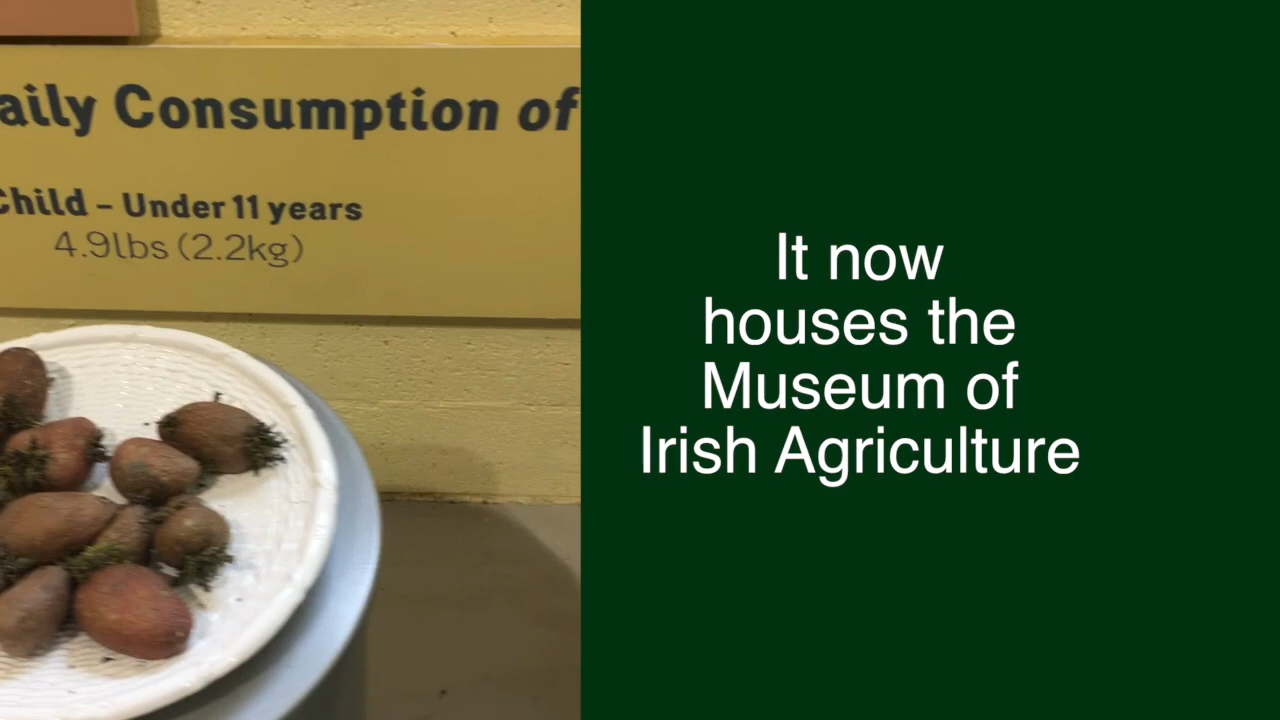 aily Consumption of
Child – Under 11 years
4.9lbs (2.2kg)
It now
houses the
Museum of
Irish Agriculture